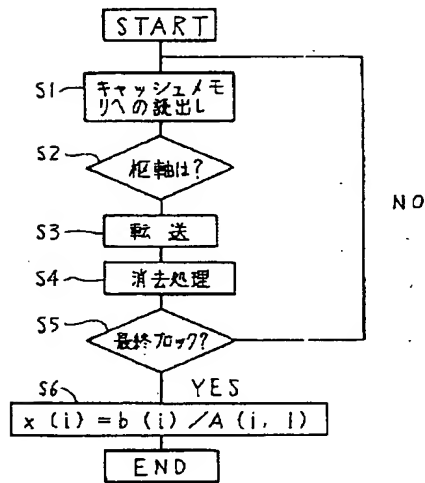 START
S1
キャッシュメモ
リへの読出し
S2
枢軸は?
NO
S3
転送
S4
消去処理
S5
最終ブロック?
S6
YES
x (i) = b (i) / A (i, 1)
END